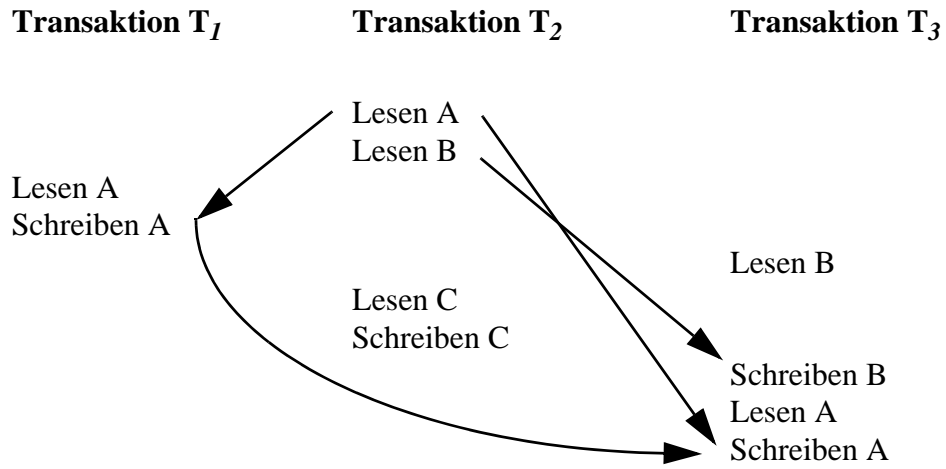 Transaktion T1 Transaktion T2 Transaktion T3
Lesen A
Lesen B
Lesen A
Schreiben A
Lesen B
Lesen C
Schreiben C
Schreiben B
Lesen A
Schreiben A